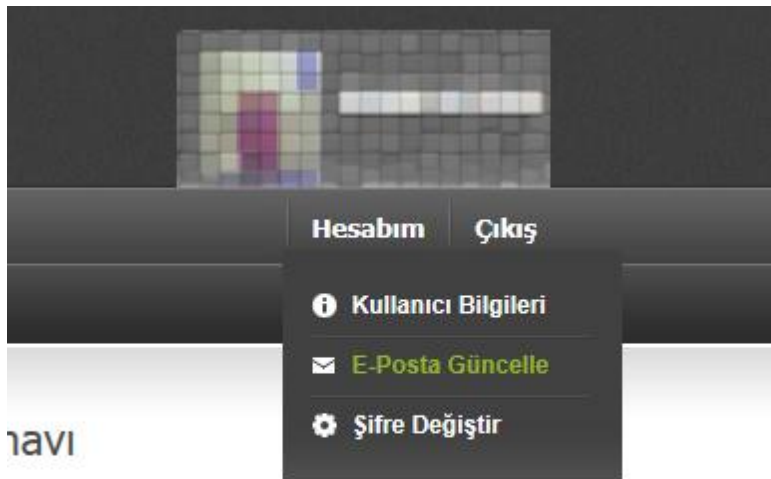 Hesabım Çıkış
Kullanıcı Bilgileri
E-Posta Güncelle
Şifre Değiştir
navı